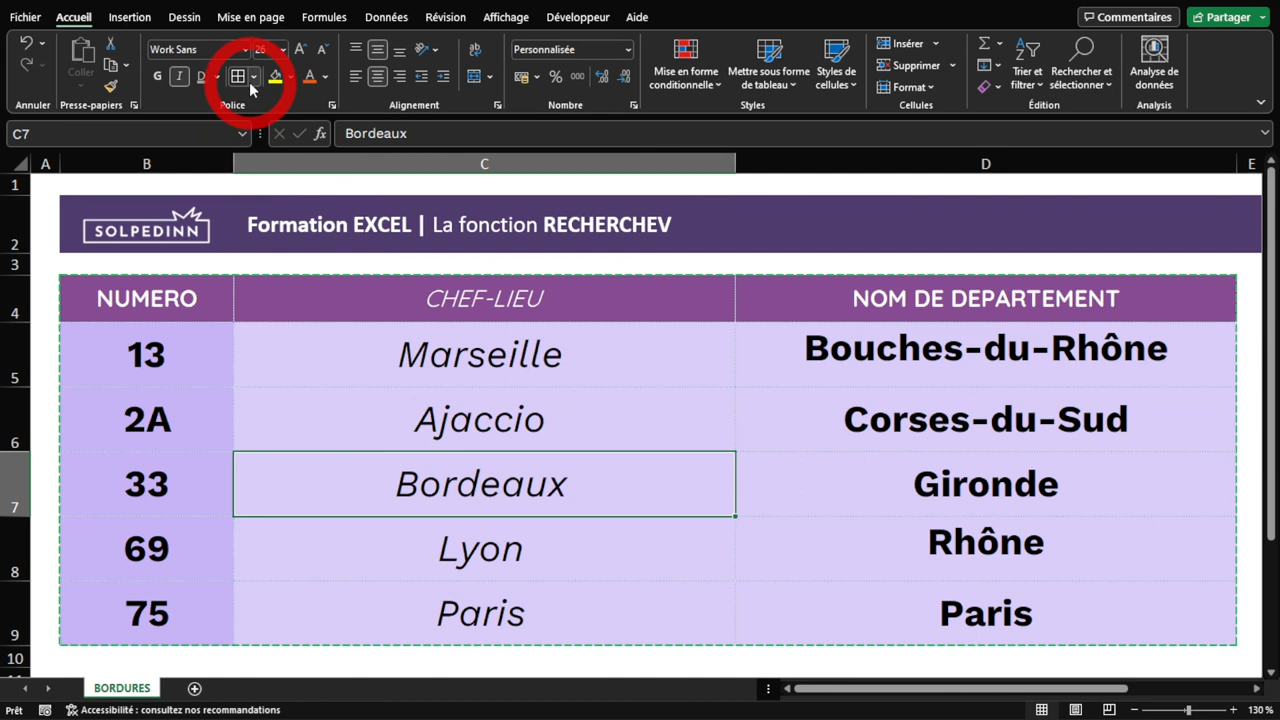 Fichier Accueil Insertion Dessin Mise en page Formules Données Révision Affichage Développeur Aide Commentaires Partager
Work Sans 26 Personnalisée Insérer
Coller G I D A Mise en forme conditionnelle Mettre sous forme de tableau Styles de cellules Supprimer Trier et filtrer Rechercher et sélectionner Analyse de données
Format
Annuler Presse-papiers Police Alignement Nombre Styles Cellules Édition Analysis
C7 fx Bordeaux
A B C D E
1
2 SOLPEDINN Formation EXCEL | La fonction RECHERCHEV
3
4 NUMERO CHEF-LIEU NOM DE DEPARTEMENT
5 13 Marseille Bouches-du-Rhône
6 2A Ajaccio Corses-du-Sud
7 33 Bordeaux Gironde
8 69 Lyon Rhône
9 75 Paris Paris
10
BORDURES
Prêt Accessibilité : consultez nos recommandations 130 %